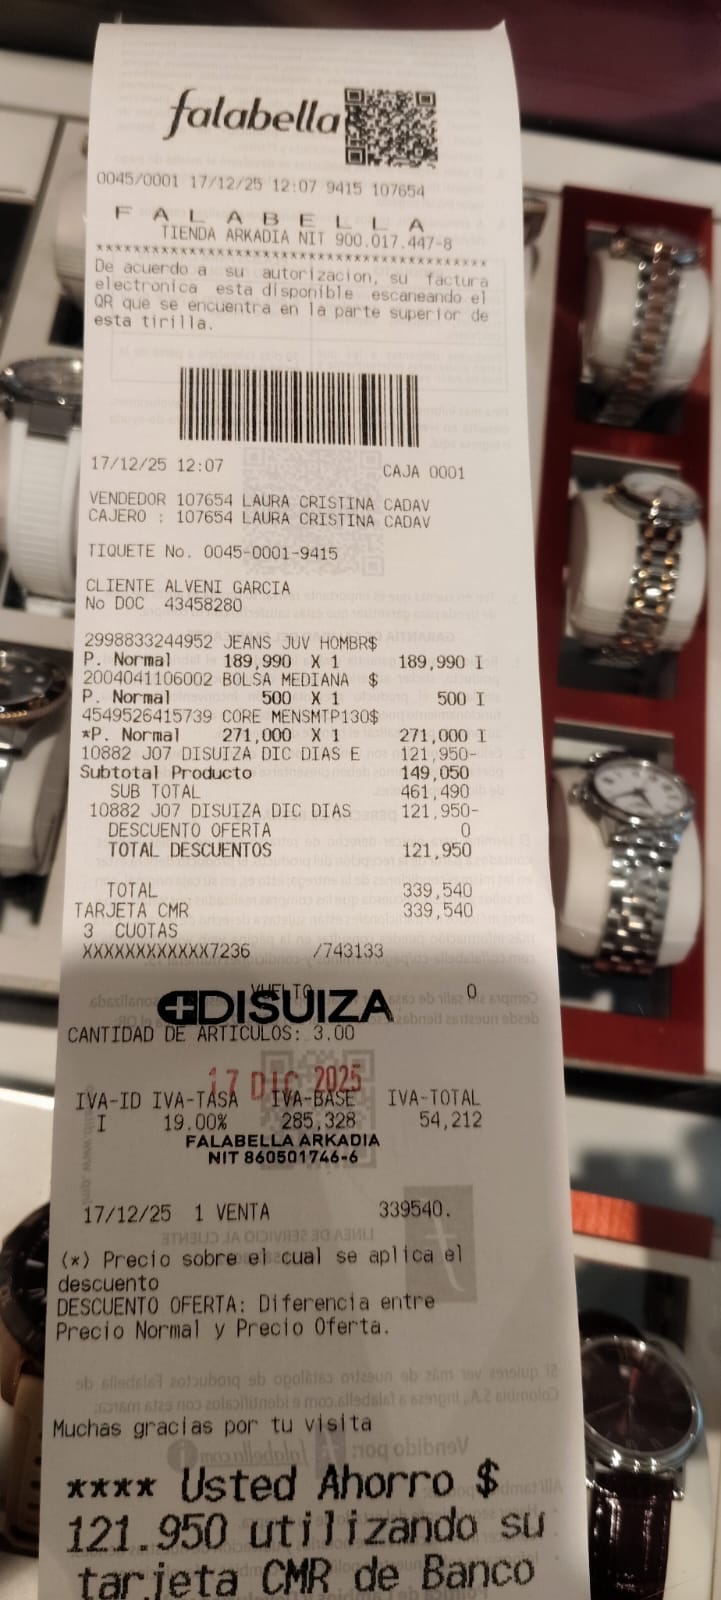 falabella
0045/0001 17/12/25 12:07 9415 107654
F A L A B E L L A
TIENDA ARKADIA NIT 900.017.447-8
******************************************
De acuerdo a su autorizacion, su factura
electronica esta disponible escaneando el
QR que se encuentra en la parte superior de
esta tirilla.
17/12/25 12:07 CAJA 0001
VENDEDOR 107654 LAURA CRISTINA CADAV
CAJERO : 107654 LAURA CRISTINA CADAV
TIQUETE No. 0045-0001-9415
CLIENTE ALVENI GARCIA
No DOC 43458280
2998833244952 JEANS JUV HOMBR$
P. Normal 189,990 X 1 189,990 I
2004041106002 BOLSA MEDIANA $
P. Normal 500 X 1 500 I
4549526415739 CORE MENSMTP130$
*P. Normal 271,000 X 1 271,000 I
10882 J07 DISUIZA DIC DIAS E 121,950-
Subtotal Producto 149,050
SUB TOTAL 461,490
10882 J07 DISUIZA DIC DIAS 121,950-
DESCUENTO OFERTA 0
TOTAL DESCUENTOS 121,950
TOTAL 339,540
TARJETA CMR 339,540
3 CUOTAS
XXXXXXXXXXXX7236 /743133
VUELTO 0
DISUIZA
CANTIDAD DE ARTICULOS: 3.00
17 DIC 2025
IVA-ID IVA-TASA IVA-BASE IVA-TOTAL
I 19.00% 285,328 54,212
FALABELLA ARKADIA
NIT 860501746-6
17/12/25 1 VENTA 339540.
(*) Precio sobre el cual se aplica el
descuento
DESCUENTO OFERTA: Diferencia entre
Precio Normal y Precio Oferta.
Muchas gracias por tu visita
**** Usted Ahorro $
121.950 utilizando su
tarjeta CMR de Banco